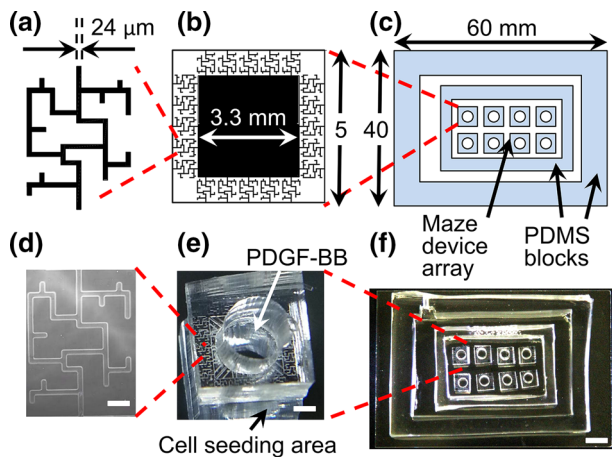 (a)
24 µm
(b)
3.3 mm
5
(c)
60 mm
40
Maze
device
array
PDMS
blocks
(d)
(e)
PDGF-BB
Cell seeding area
(f)